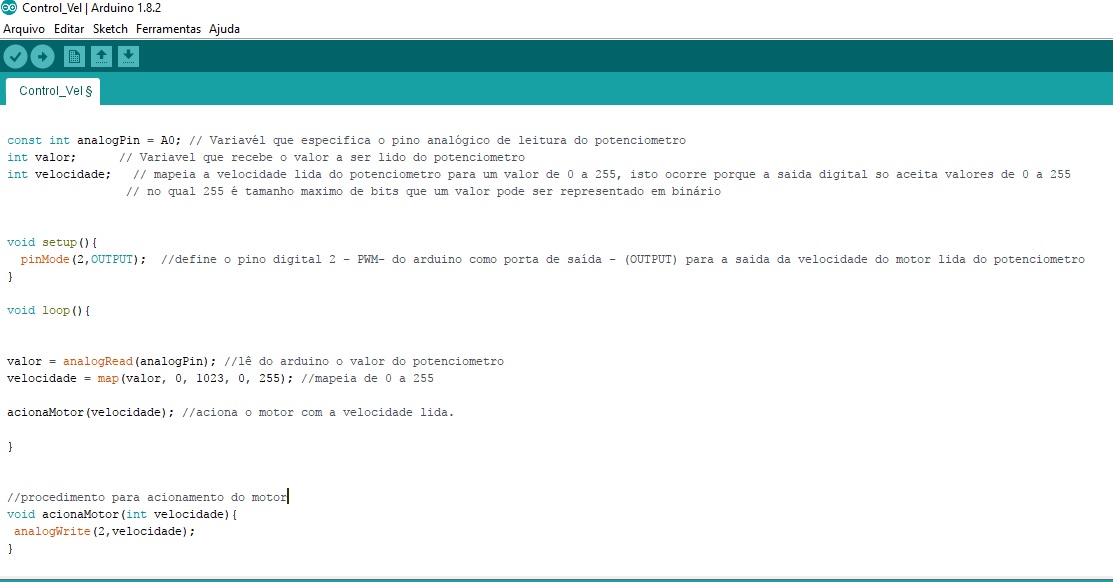 Control_Vel | Arduino 1.8.2
Arquivo Editar Sketch Ferramentas Ajuda
Control_Vel §
const int analogPin = A0; // Variavél que especifica o pino analógico de leitura do potenciometro
int valor; // Variavel que recebe o valor a ser lido do potenciometro
int velocidade; // mapeia a velocidade lida do potenciometro para um valor de 0 a 255, isto ocorre porque a saida digital so aceita valores de 0 a 255
// no qual 255 é tamanho maximo de bits que um valor pode ser representado em binário
void setup(){
pinMode(2,OUTPUT); //define o pino digital 2 - PWM- do arduino como porta de saída - (OUTPUT) para a saida da velocidade do motor lida do potenciometro
}
void loop(){
valor = analogRead(analogPin); //lê do arduino o valor do potenciometro
velocidade = map(valor, 0, 1023, 0, 255); //mapeia de 0 a 255
acionaMotor(velocidade); //aciona o motor com a velocidade lida.
}
//procedimento para acionamento do motor
void acionaMotor(int velocidade){
analogWrite(2,velocidade);
}